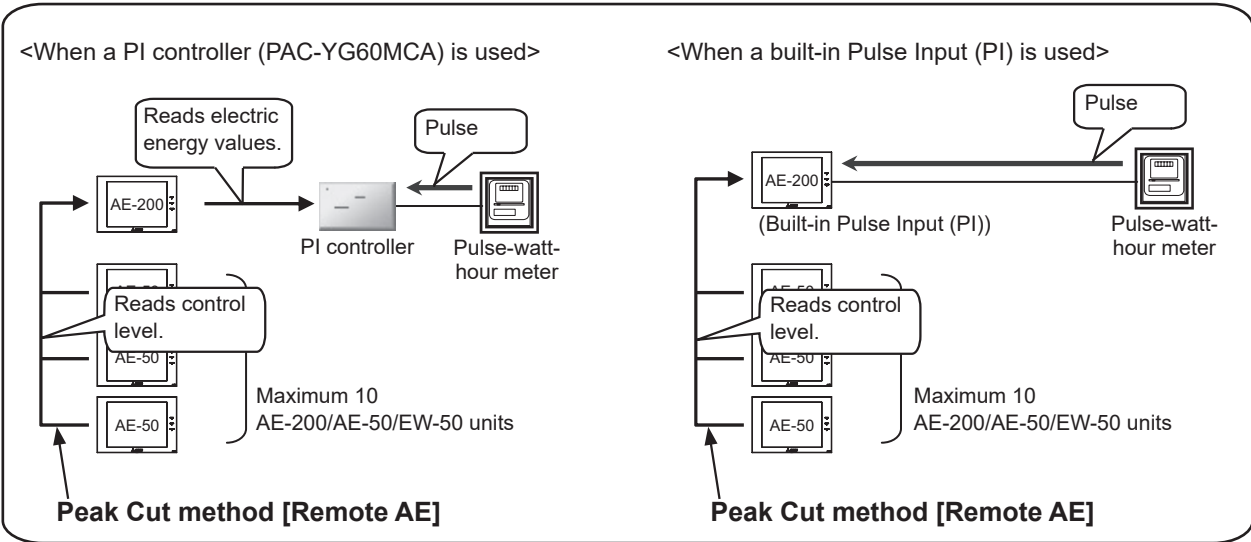 <When a PI controller (PAC-YG60MCA) is used>
Reads electric
energy values.
Pulse
AE-200
PI controller
Pulse-watt-
hour meter
Reads control
level.
AE-50
AE-50
Maximum 10
AE-200/AE-50/EW-50 units
Peak Cut method [Remote AE]
<When a built-in Pulse Input (PI) is used>
Pulse
AE-200
(Built-in Pulse Input (PI))
Pulse-watt-
hour meter
Reads control
level.
AE-50
AE-50
Maximum 10
AE-200/AE-50/EW-50 units
Peak Cut method [Remote AE]